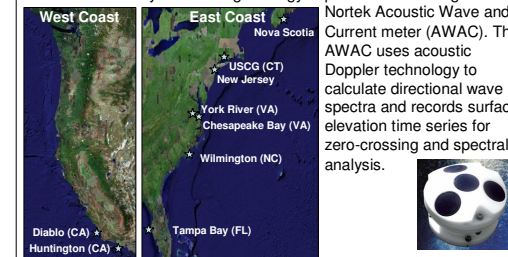 West Coast
Diablo (CA)
Huntington (CA)
East Coast
Nova Scotia
USCG (CT)
New Jersey
York River (VA)
Chesapeake Bay (VA)
Wilmington (NC)
Tampa Bay (FL)
Nortek Acoustic Wave and
Current meter (AWAC). Th
AWAC uses acoustic
Doppler technology to
calculate directional wave
spectra and records surfac
elevation time series for
zero-crossing and spectral
analysis.